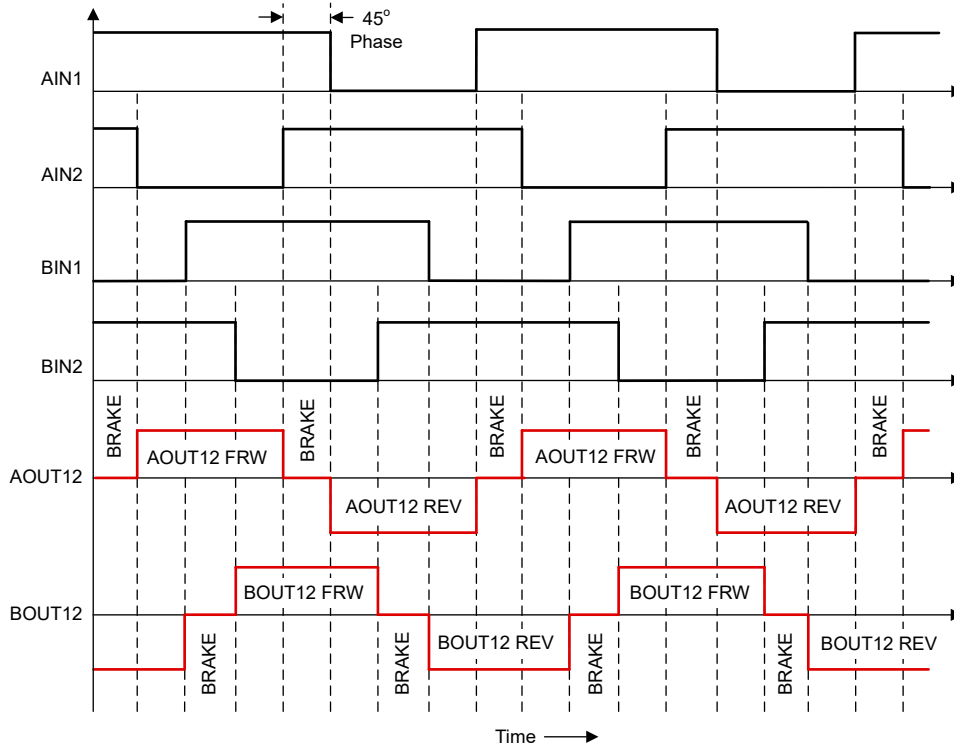 45°
Phase
AIN1
AIN2
BIN1
BIN2
BRAKE
BRAKE
BRAKE
BRAKE
BRAKE
AOUT12 FRW
AOUT12 FRW
AOUT12
AOUT12 REV
AOUT12 REV
BOUT12 FRW
BOUT12 FRW
BOUT12
BOUT12 REV
BOUT12 REV
BRAKE
BRAKE
BRAKE
BRAKE
Time